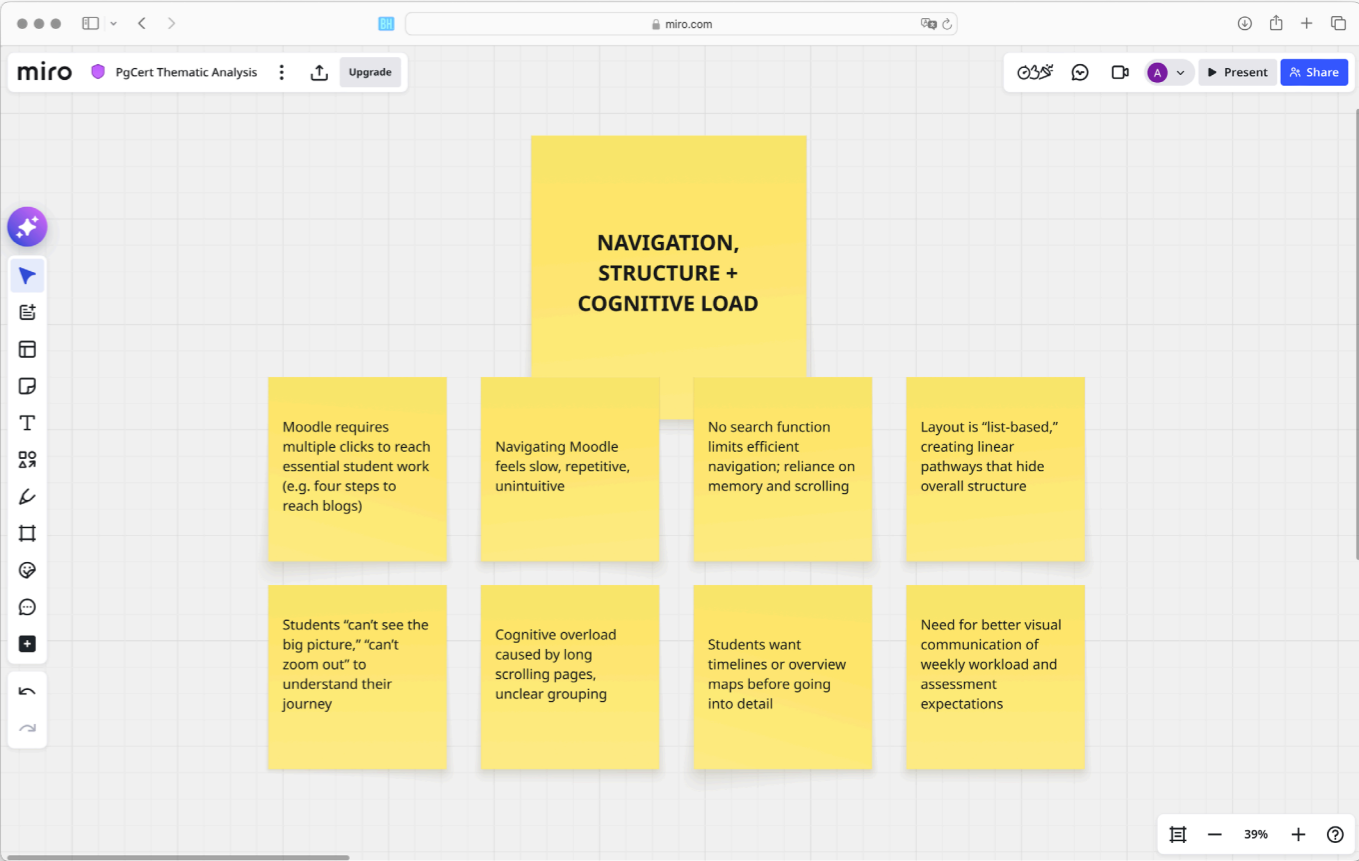 BH
miro.com
miro
PgCert Thematic Analysis
Upgrade
A
Present
Share
NAVIGATION,
STRUCTURE +
COGNITIVE LOAD
Moodle requires
multiple clicks to reach
essential student work
(e.g. four steps to
reach blogs)
Navigating Moodle
feels slow, repetitive,
unintuitive
No search function
limits efficient
navigation; reliance on
memory and scrolling
Layout is “list-based,”
creating linear
pathways that hide
overall structure
Students “can’t see the
big picture,” “can’t
zoom out” to
understand their
journey
Cognitive overload
caused by long
scrolling pages,
unclear grouping
Students want
timelines or overview
maps before going
into detail
Need for better visual
communication of
weekly workload and
assessment
expectations
39%